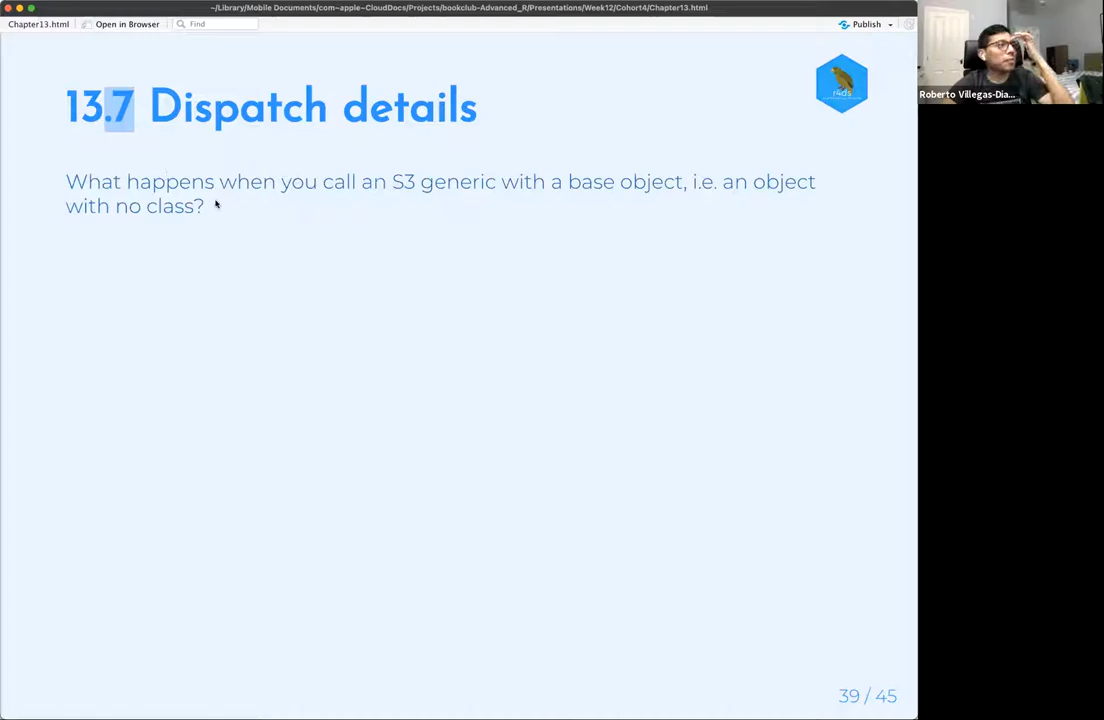 ~/Library/Mobile Documents/com~apple~CloudDocs/Projects/bookclub-Advanced_R/Presentations/Week12/Cohort4/Chapter13.html
Chapter13.html
Open in Browser
Find
Publish
13.7 Dispatch details
r4ds
Roberto Villegas-Dia...
What happens when you call an S3 generic with a base object, i.e. an object
with no class?
39 / 45